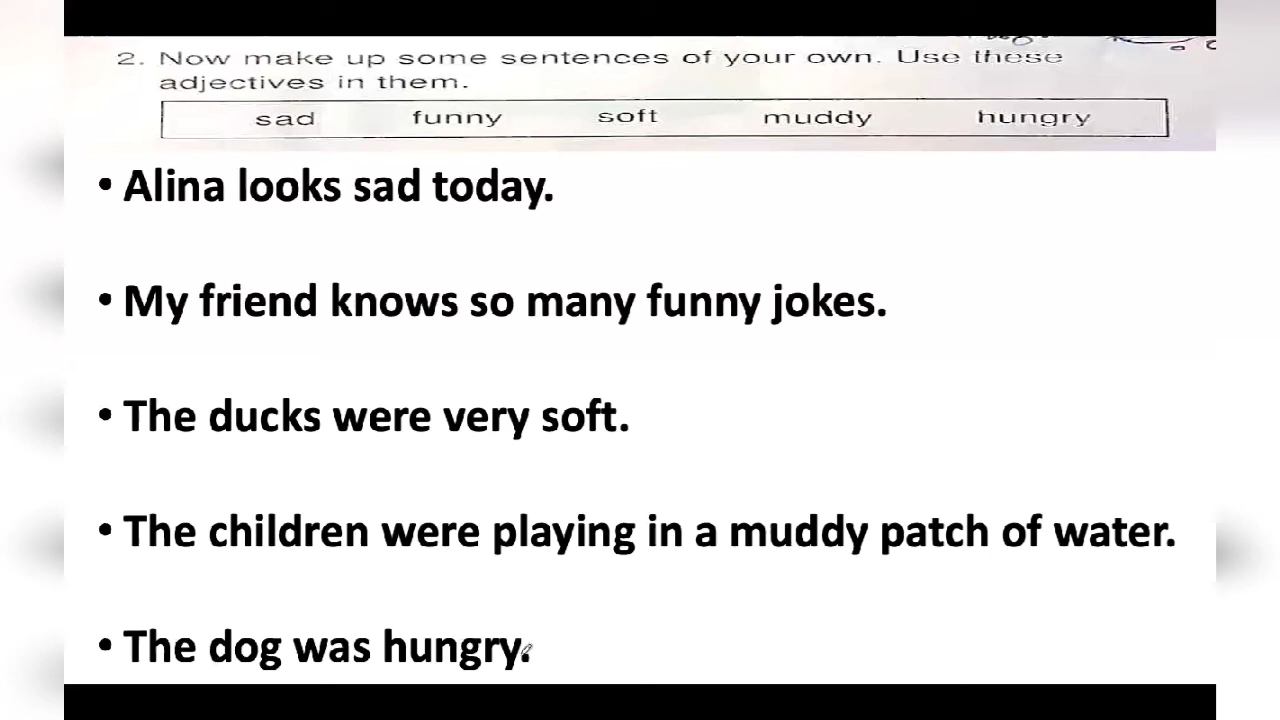 2. Now make up some sentences of your own. Use these
adjectives in them.
sad funny soft muddy hungry
• Alina looks sad today.
• My friend knows so many funny jokes.
• The ducks were very soft.
• The children were playing in a muddy patch of water.
• The dog was hungry.